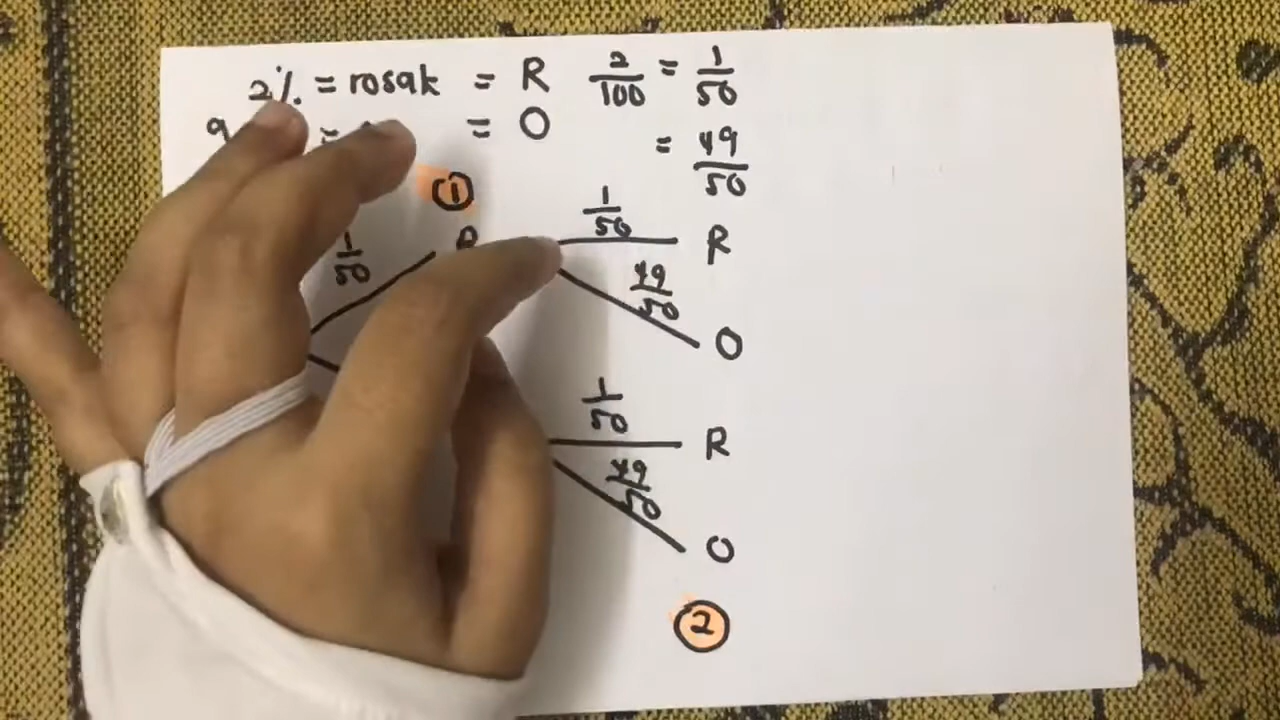 2% = rosak = R 2/100 = 1/50
9 = = O = 49/50
①
1/50 R 1/50 R
49/50 O
1/50 R
49/50 O
②